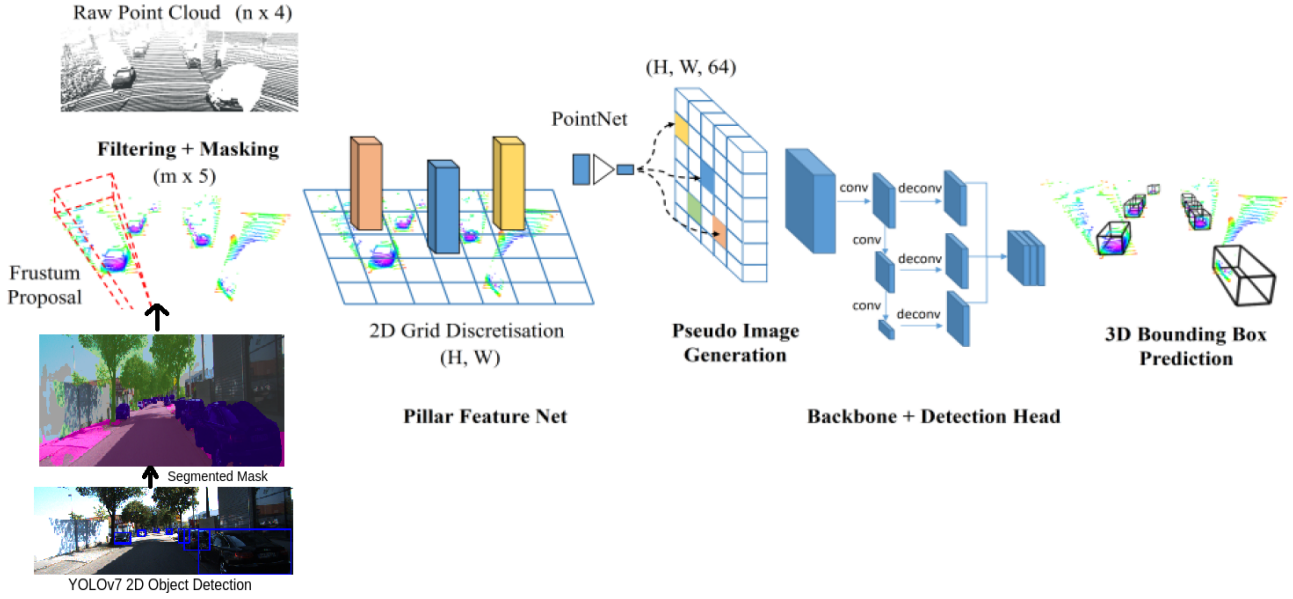 Raw Point Cloud (n x 4)
Filtering + Masking
(m x 5)
Frustum
Proposal
Segmented Mask
YOLOv7 2D Object Detection
2D Grid Discretisation
(H, W)
Pillar Feature Net
PointNet
(H, W, 64)
Pseudo Image
Generation
conv
deconv
conv
deconv
conv
deconv
Backbone + Detection Head
3D Bounding Box
Prediction